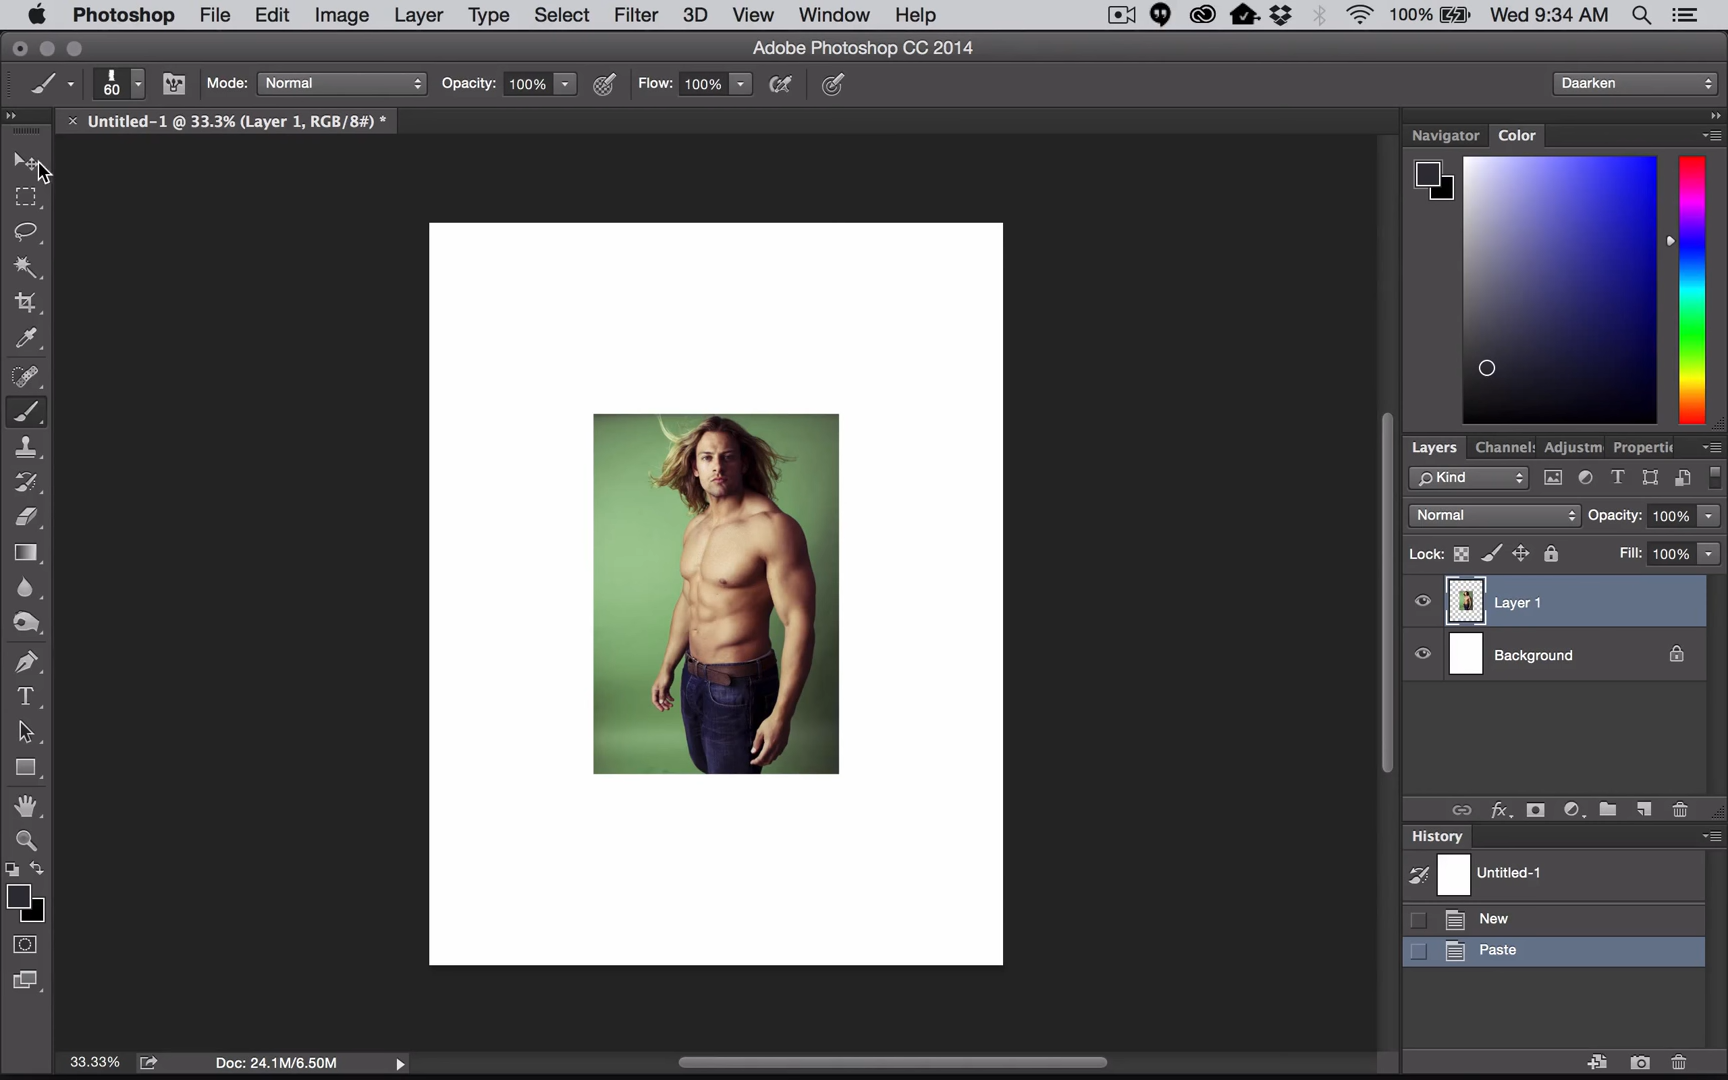 Photoshop File Edit Image Layer Type Select Filter 3D View Window Help 100% Wed 9:34 AM
Adobe Photoshop CC 2014
60 Mode: Normal Opacity: 100% Flow: 100% Daarken
Untitled-1 @ 33.3% (Layer 1, RGB/8#) *
Navigator Color
Layers Channels Adjustm Properti
Kind
Normal Opacity: 100%
Lock: Fill: 100%
Layer 1
Background
fx
History
Untitled-1
New
Paste
33.33% Doc: 24.1M/6.50M